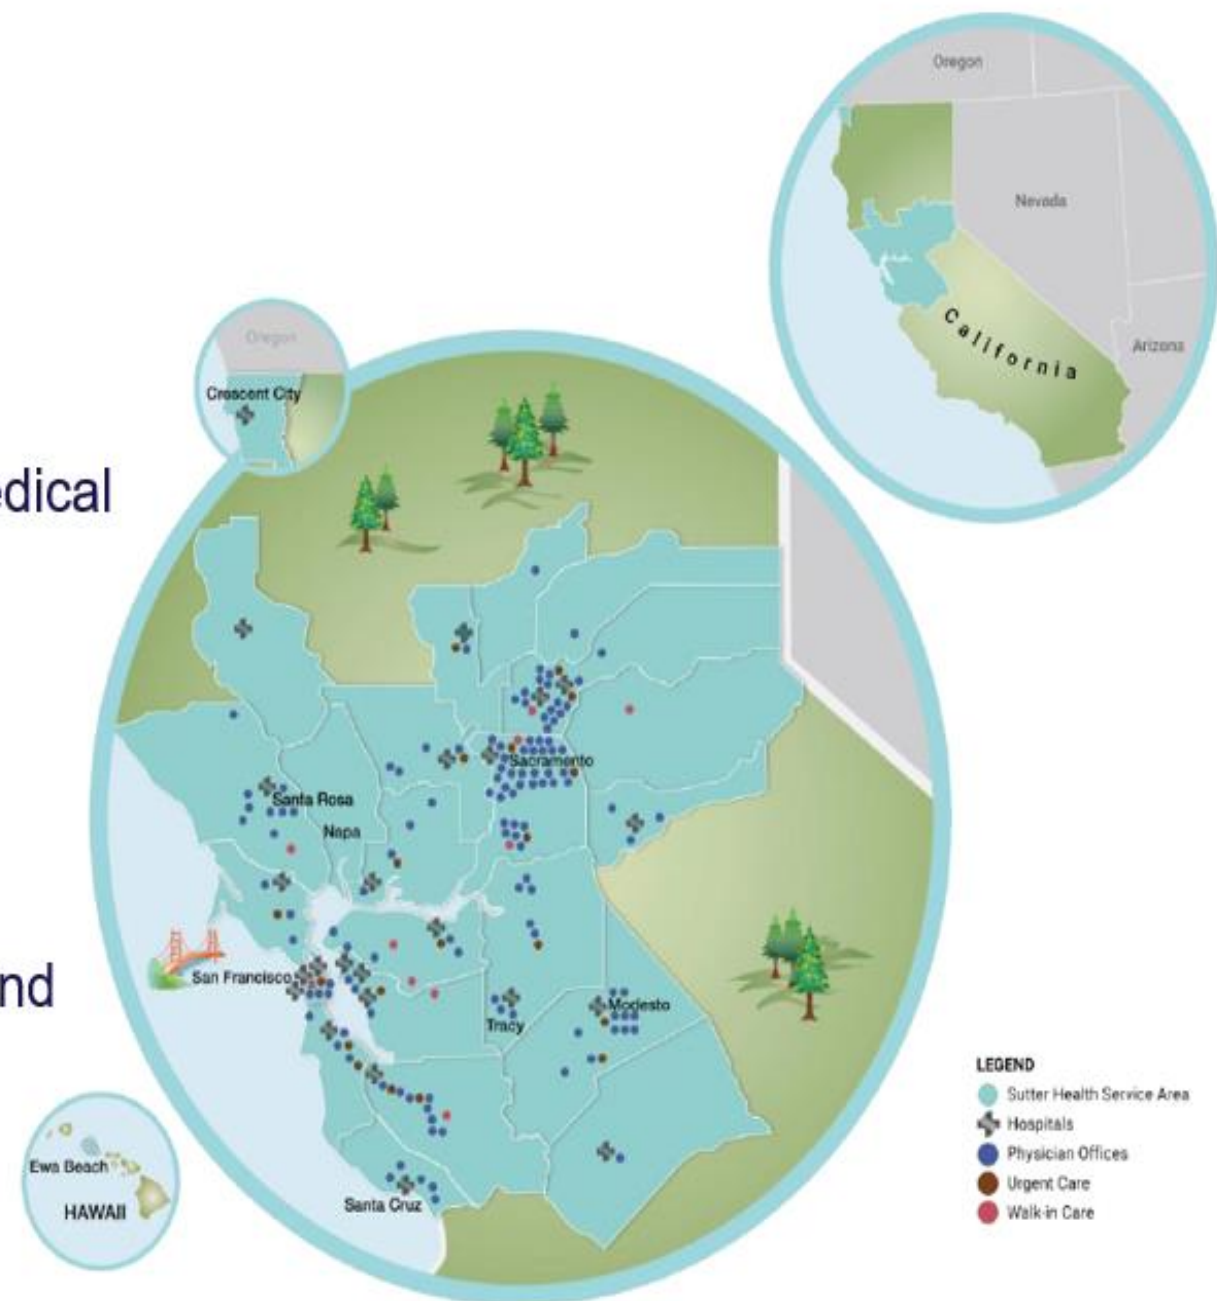 Oregon
Nevada
California
Arizona
Oregon
Crescent City
edical
Sacramento
Santa Rosa
Napa
San Francisco
nd
Modesto
Tracy
Santa Cruz
Ewa Beach
HAWAII
LEGEND
Sutter Health Service Area
Hospitals
Physician Offices
Urgent Care
Walk-in Care